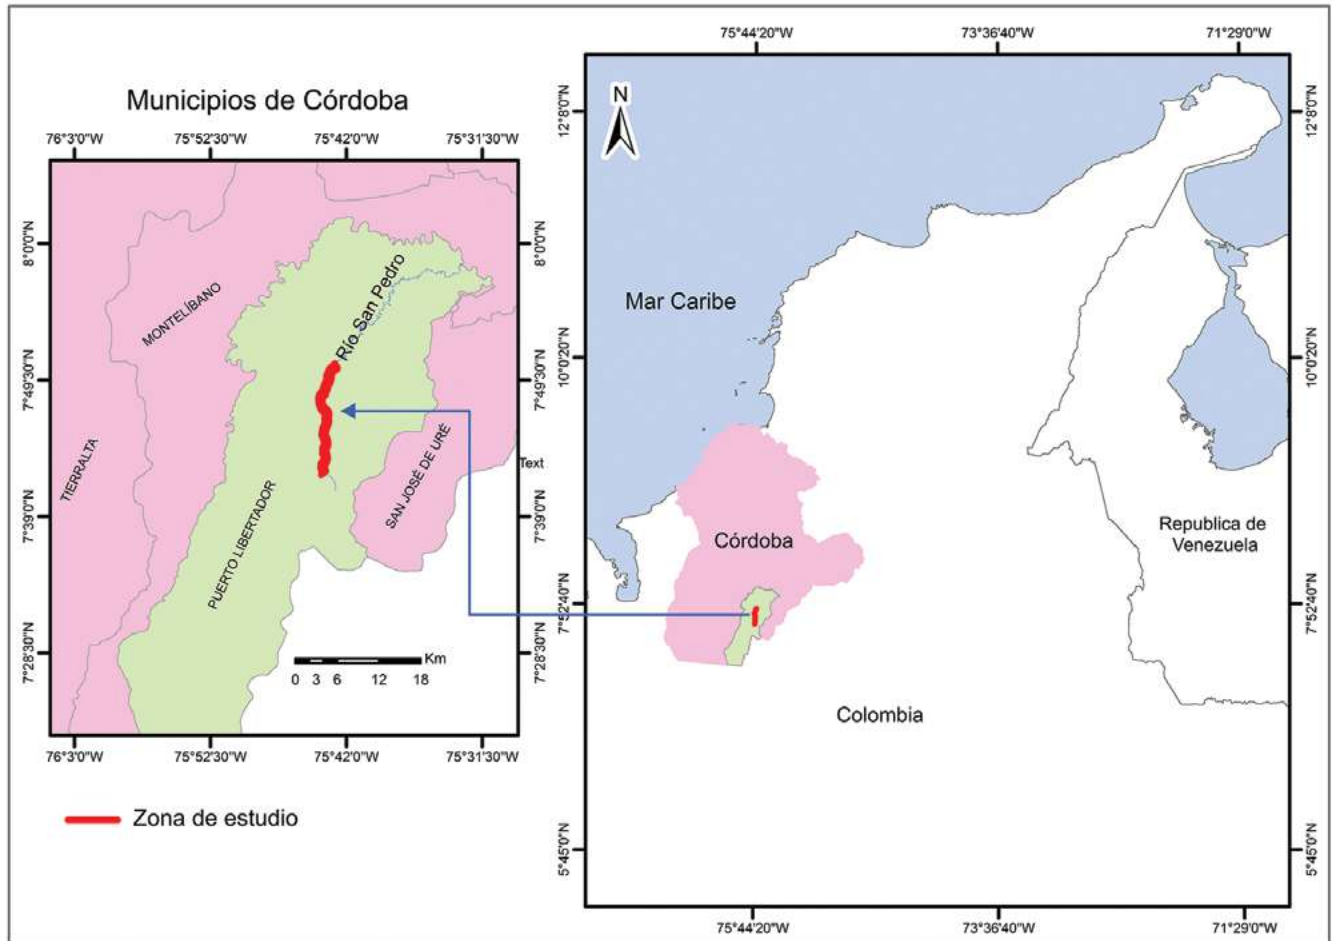 Municipios de Córdoba
76°3'0"W 75°52'30"W 75°42'0"W 75°31'30"W
8°0'0"N
7°49'30"N
7°39'0"N
7°28'30"N
8°0'0"N
7°49'30"N
Text
7°39'0"N
7°28'30"N
MONTELÍBANO
TIERRALTA
PUERTO LIBERTADOR
SAN JOSÉ DE URÉ
Río San Pedro
Km
0 3 6 12 18
76°3'0"W 75°52'30"W 75°42'0"W 75°31'30"W
Zona de estudio
75°44'20"W 73°36'40"W 71°29'0"W
N
12°8'0"N
10°0'20"N
7°52'40"N
5°45'0"N
12°8'0"N
10°0'20"N
7°52'40"N
5°45'0"N
Mar Caribe
Córdoba
Colombia
Republica de
Venezuela
75°44'20"W 73°36'40"W 71°29'0"W